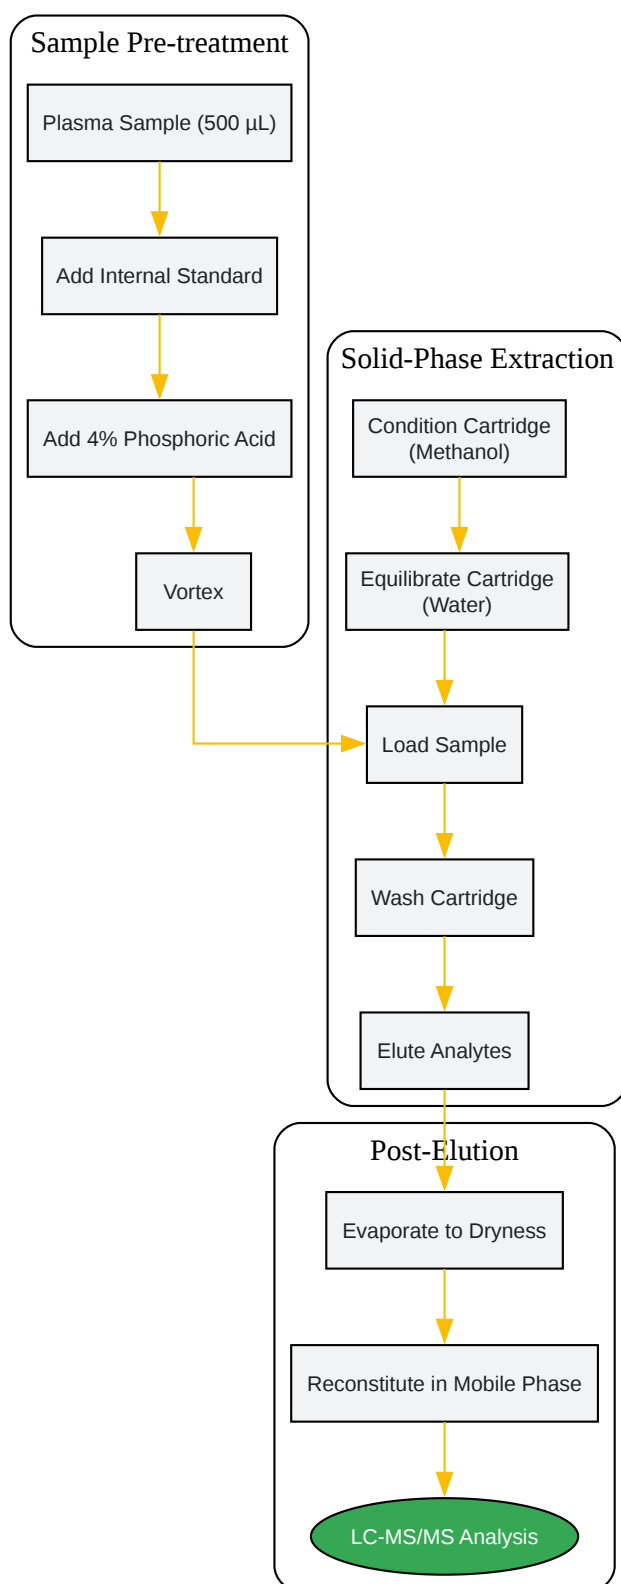 Sample Pre-treatment
Plasma Sample (500 µL)
Add Internal Standard
Add 4% Phosphoric Acid
Vortex
Solid-Phase Extraction
Condition Cartridge
(Methanol)
Equilibrate Cartridge
(Water)
Load Sample
Wash Cartridge
Elute Analytes
Post-Elution
Evaporate to Dryness
Reconstitute in Mobile Phase
LC-MS/MS Analysis